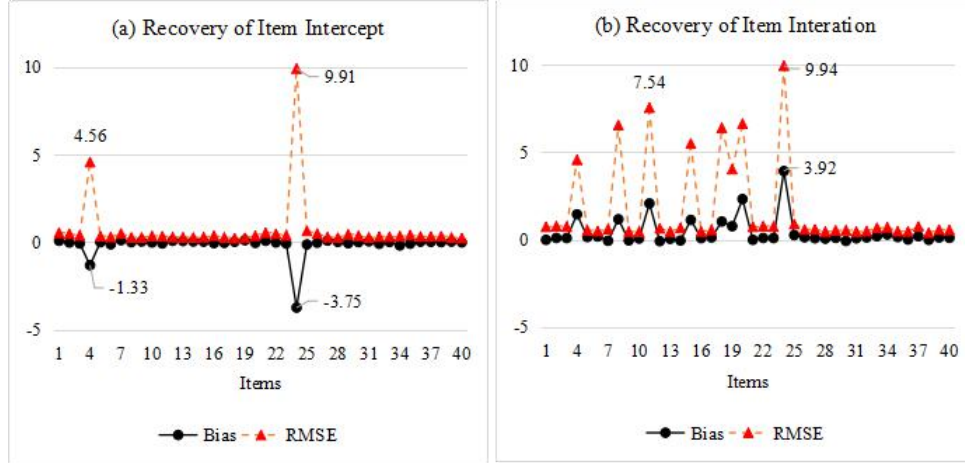 (a) Recovery of Item Intercept
10
9.91
4.56
5
0
-1.33
-3.75
-5
1 4 7 10 13 16 19 22 25 28 31 34 37 40
Items
Bias RMSE
(b) Recovery of Item Interation
10
9.94
7.54
5
3.92
0
-5
1 4 7 10 13 16 19 22 25 28 31 34 37 40
Items
Bias RMSE